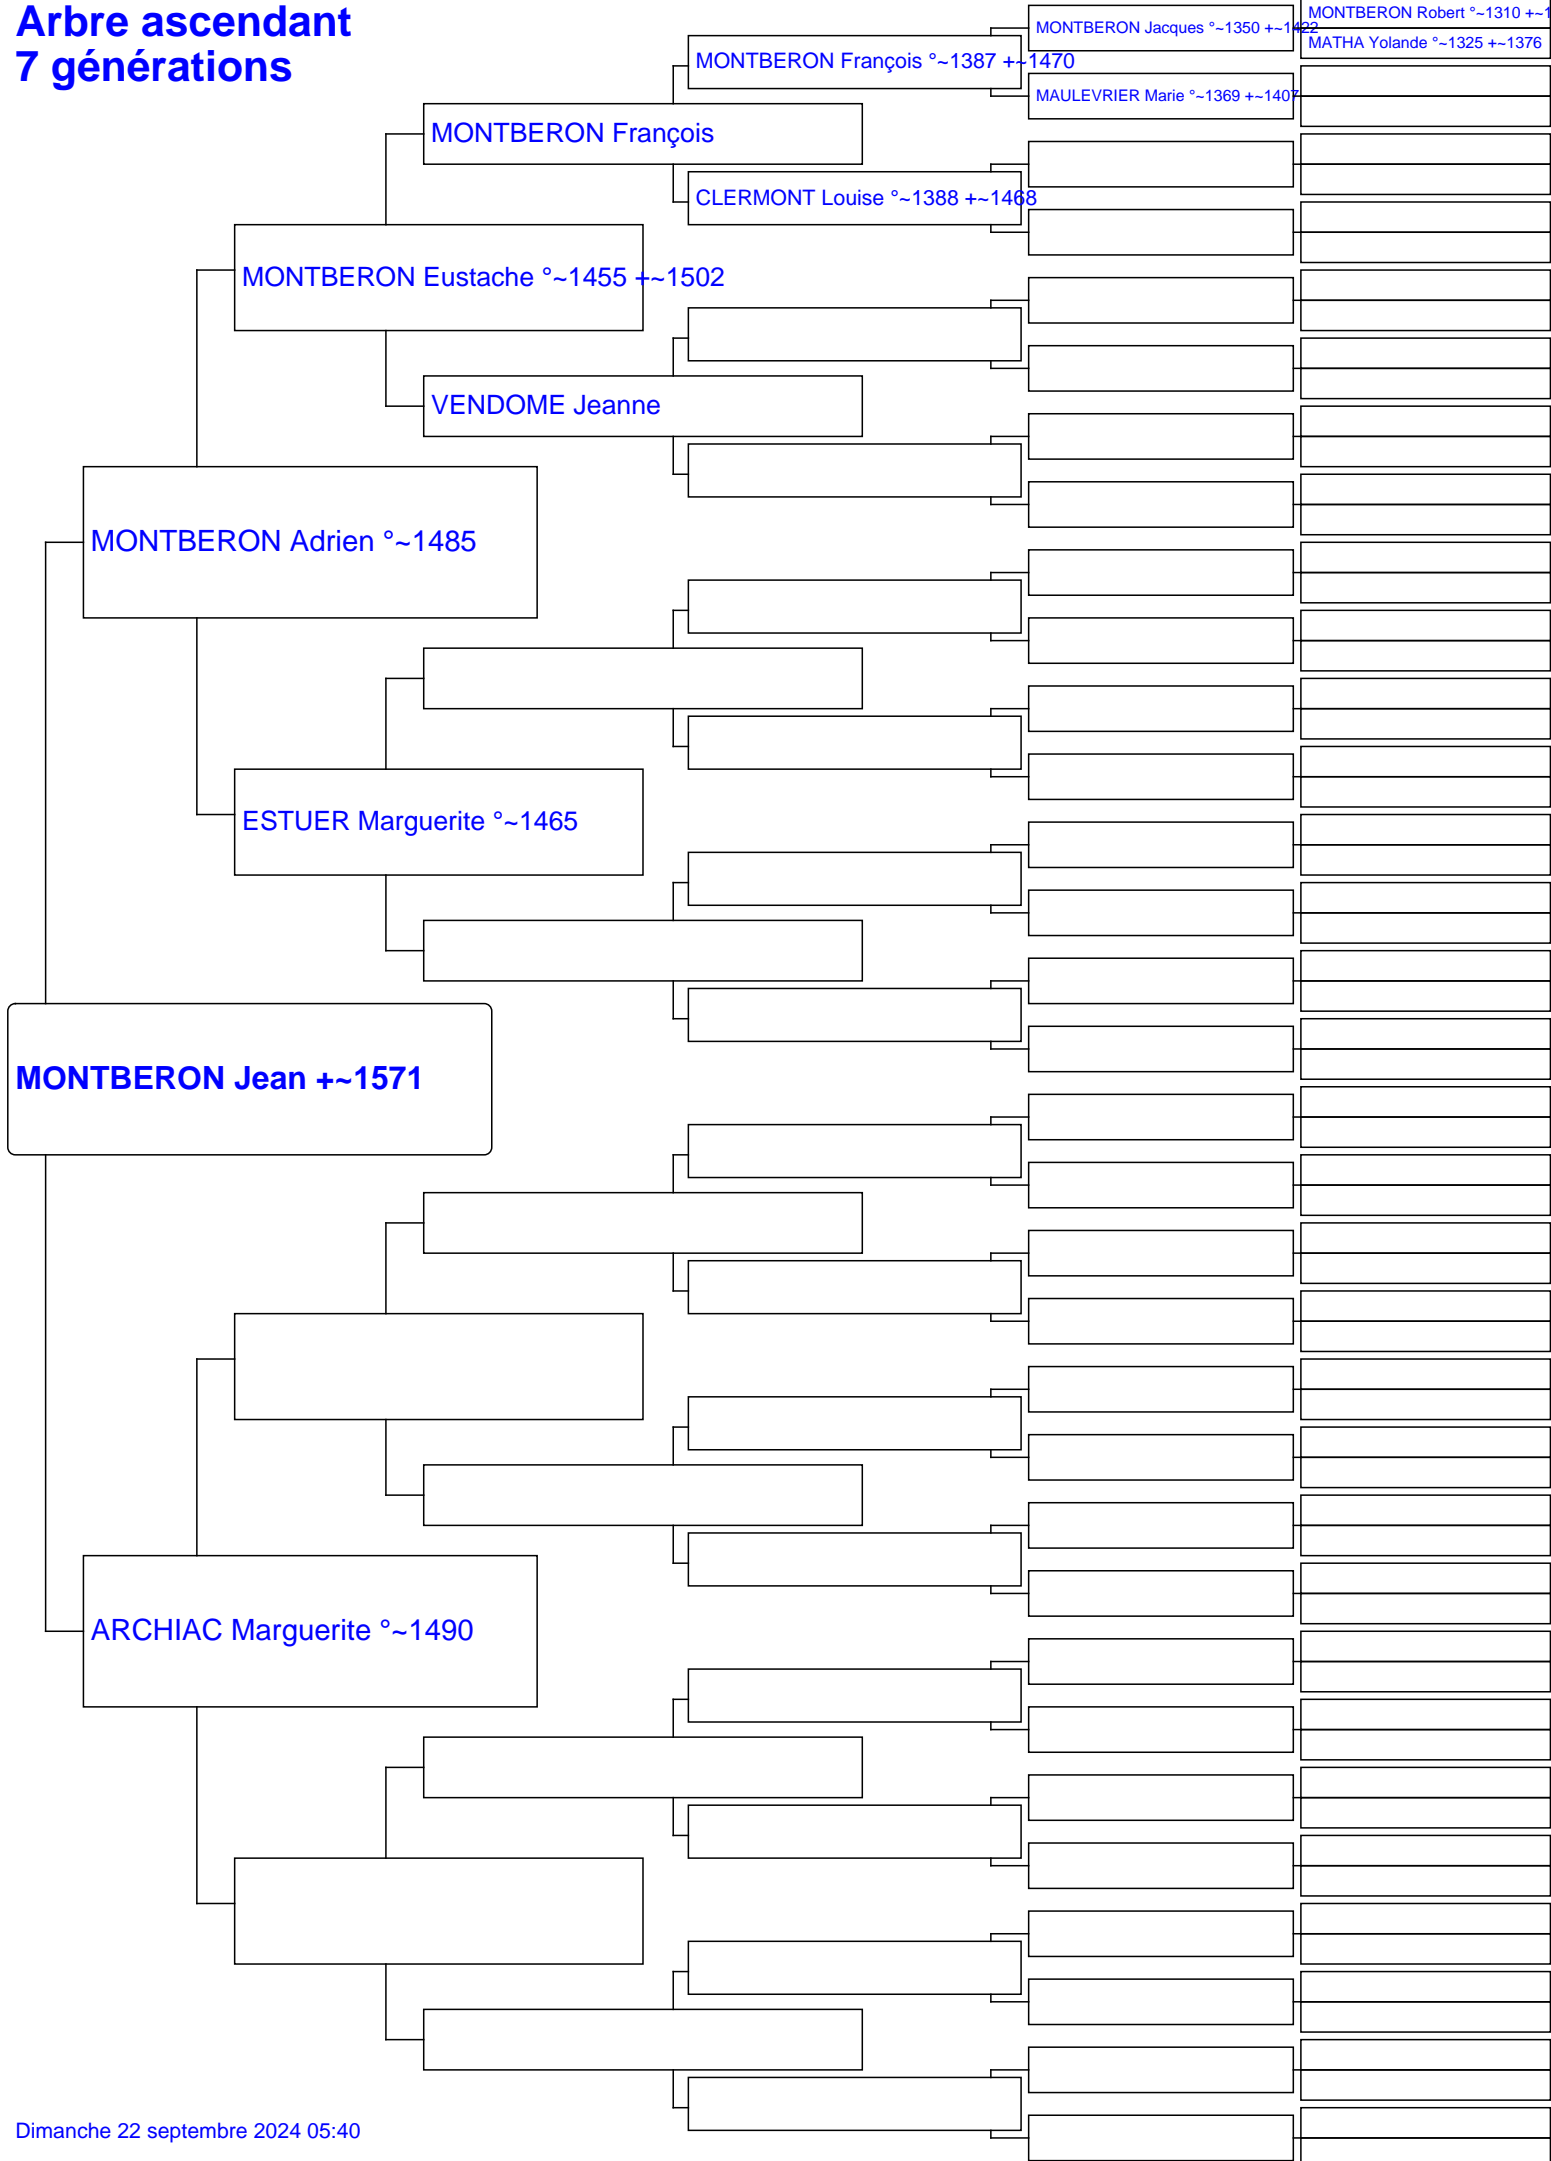 Arbre ascendant
7 générations
MONTBERON Robert °~1310 +~1
MONTBERON Jacques °~1350 +~1422
MATHA Yolande °~1325 +~1376
MONTBERON François °~1387 +~1470
MAULEVRIER Marie °~1369 +~1407
MONTBERON François
CLERMONT Louise °~1388 +~1468
MONTBERON Eustache °~1455 +~1502
VENDOME Jeanne
MONTBERON Adrien °~1485
ESTUER Marguerite °~1465
MONTBERON Jean +~1571
ARCHIAC Marguerite °~1490
Dimanche 22 septembre 2024 05:40